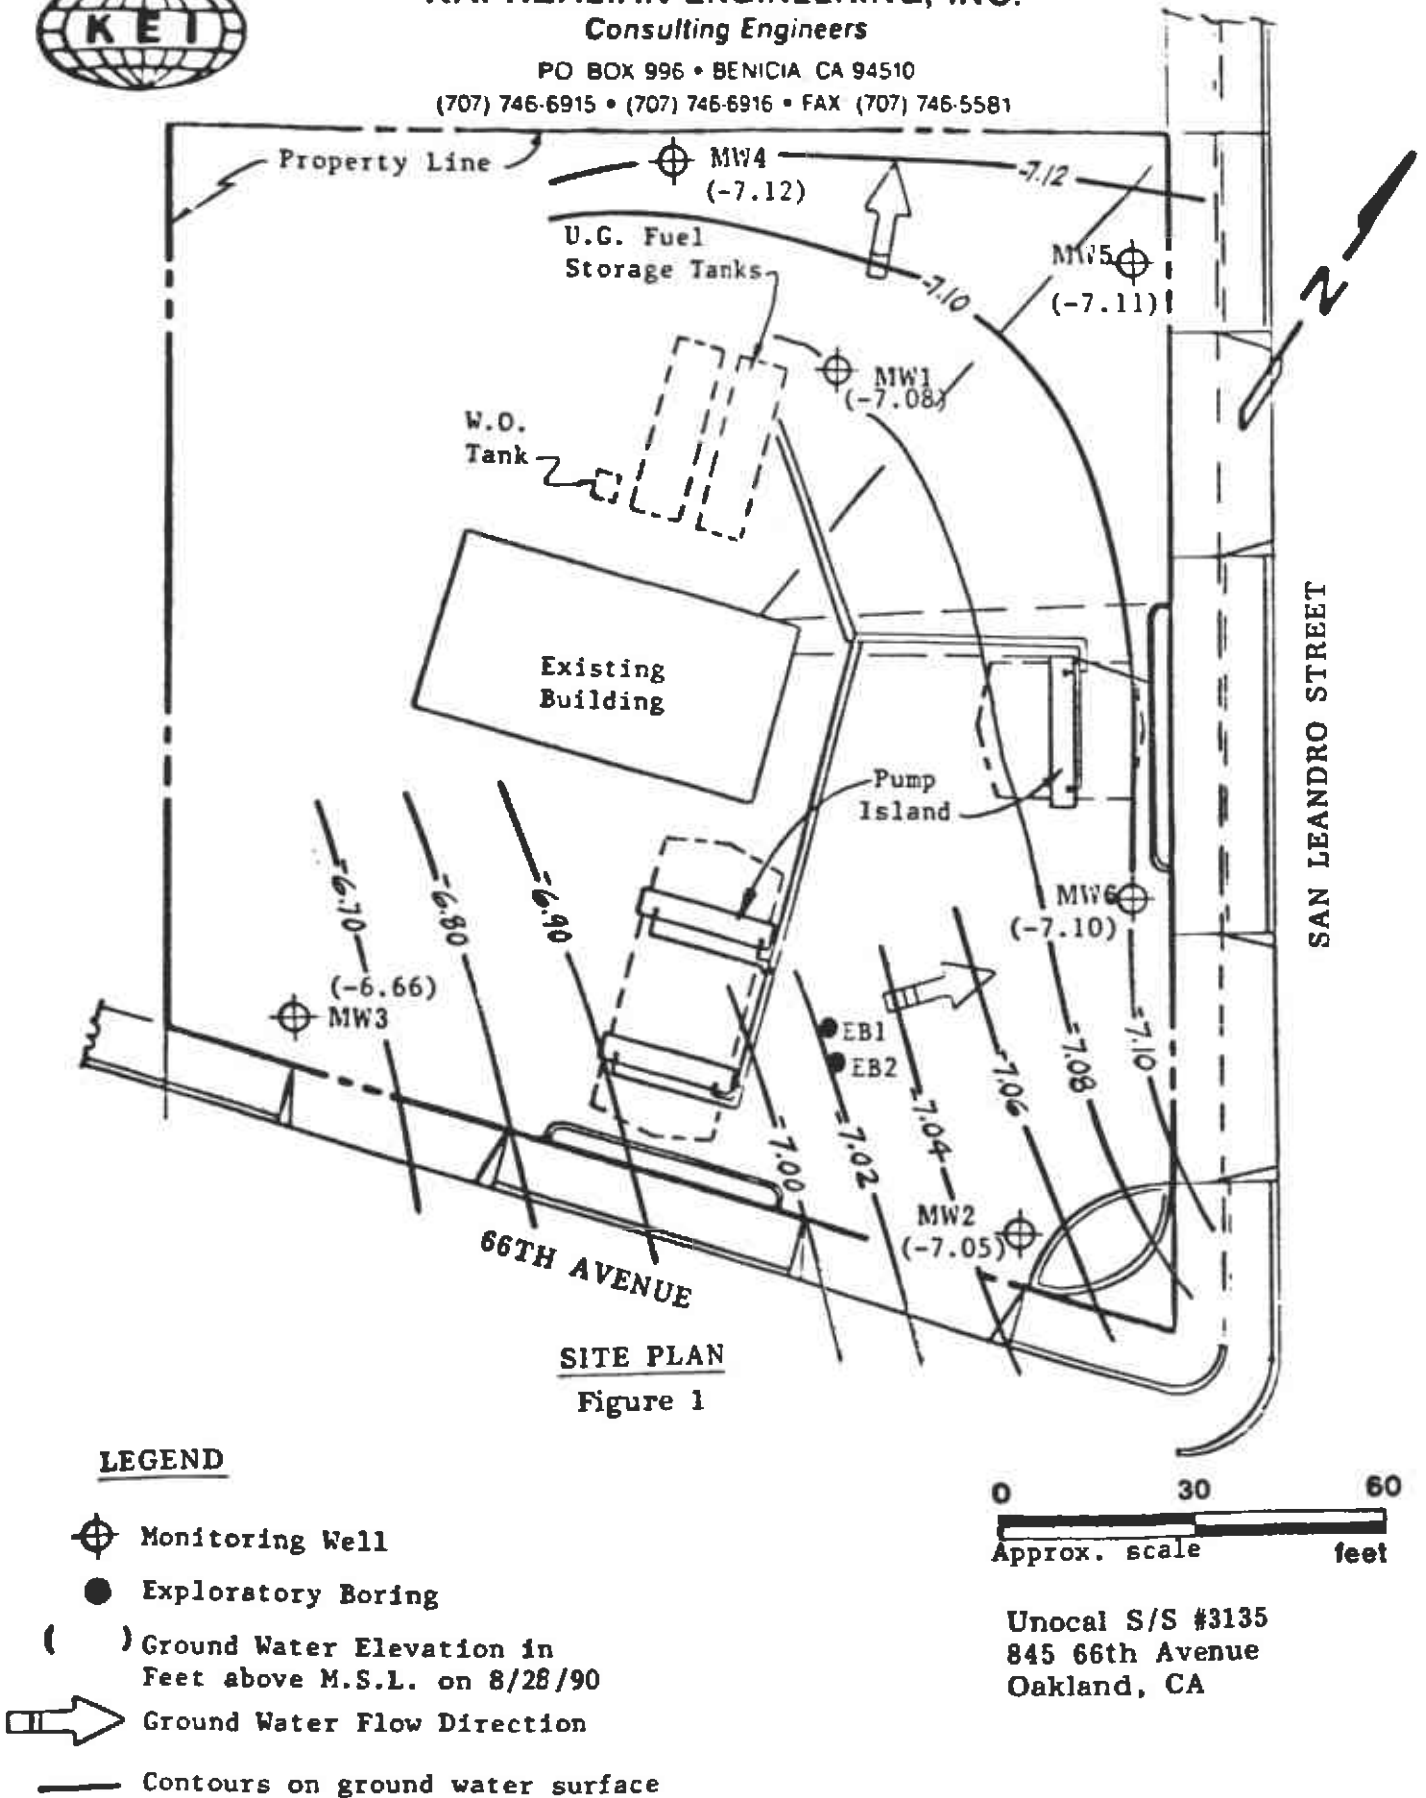 KEI
Consulting Engineers
PO BOX 996 • BENICIA CA 94510
(707) 746-6915 • (707) 746-6916 • FAX (707) 746-5581
Property Line
MW4
(-7.12)
-7.12
U.G. Fuel
Storage Tanks
-7.10
MW5
(-7.11)
N
MW1
(-7.08)
W.O.
Tank
Existing
Building
SAN LEANDRO STREET
Pump
Island
-6.70
-6.80
-6.90
MW6
(-7.10)
(-6.66)
MW3
EB1
EB2
-7.00
-7.02
-7.04
-7.06
-7.08
-7.10
MW2
(-7.05)
66TH AVENUE
SITE PLAN
Figure 1
LEGEND
Monitoring Well
Exploratory Boring
( ) Ground Water Elevation in
Feet above M.S.L. on 8/28/90
Ground Water Flow Direction
Contours on ground water surface
0 30 60
Approx. scale feet
Unocal S/S #3135
845 66th Avenue
Oakland, CA